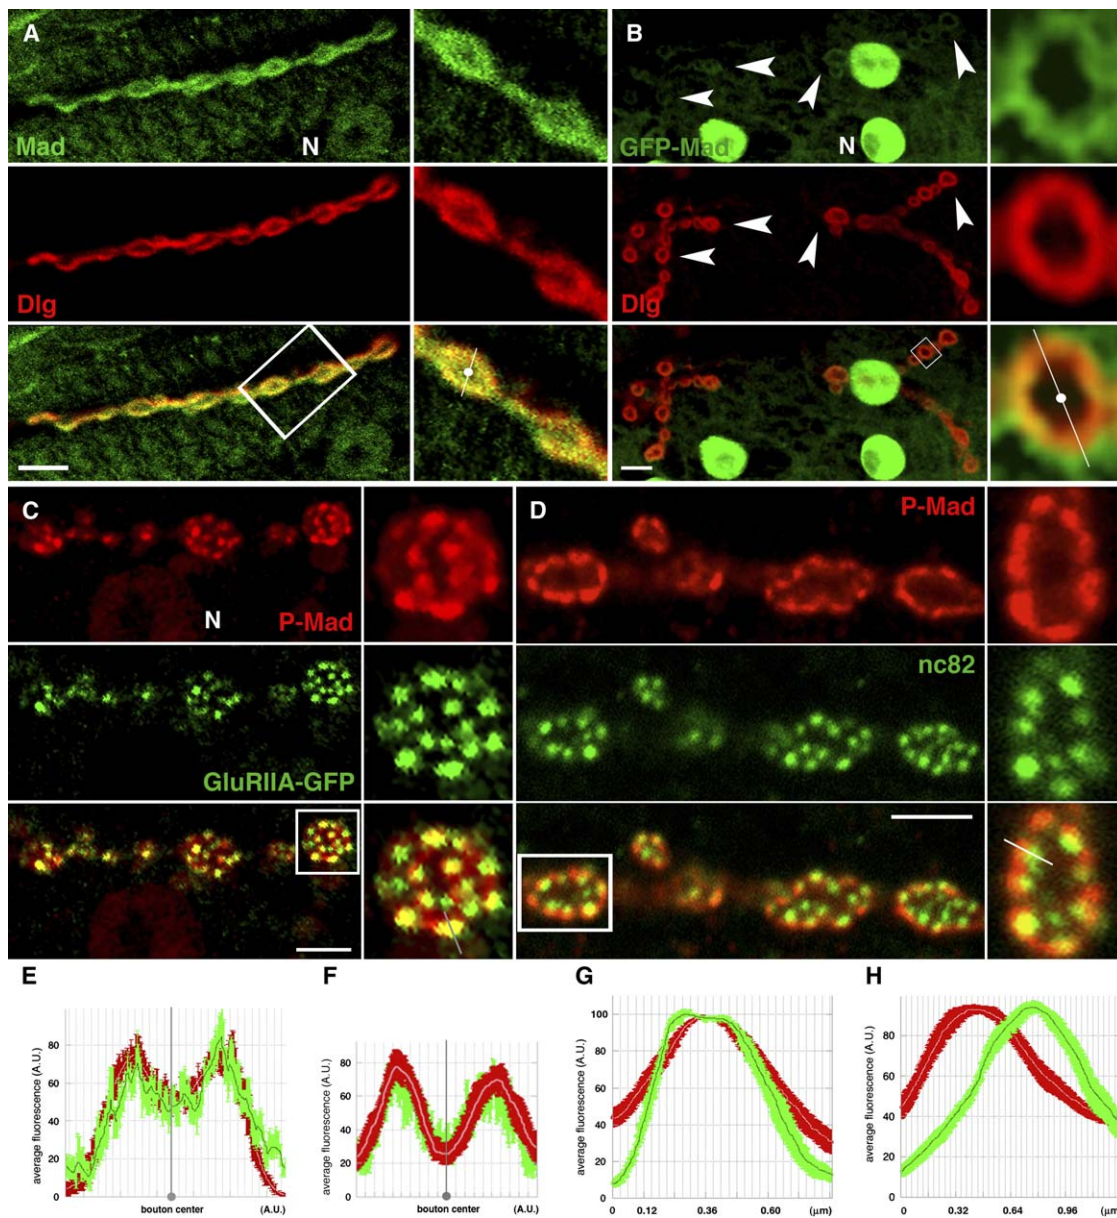 A
B
Mad
N
GFP-Mad
N
Dlg
Dlg
C
D
P-Mad
N
P-Mad
nc82
GluRIIA-GFP
E
F
G
H
average fluorescence (A.U.)
80
60
40
20
0
bouton center
(A.U.)
average fluorescence (A.U.)
80
60
40
20
0
bouton center
(A.U.)
average fluorescence (A.U.)
100
80
60
40
20
0
0
0.12
0.36
0.60
(μm)
average fluorescence (A.U.)
80
60
40
20
0
0
0.32
0.64
0.96
(μm)